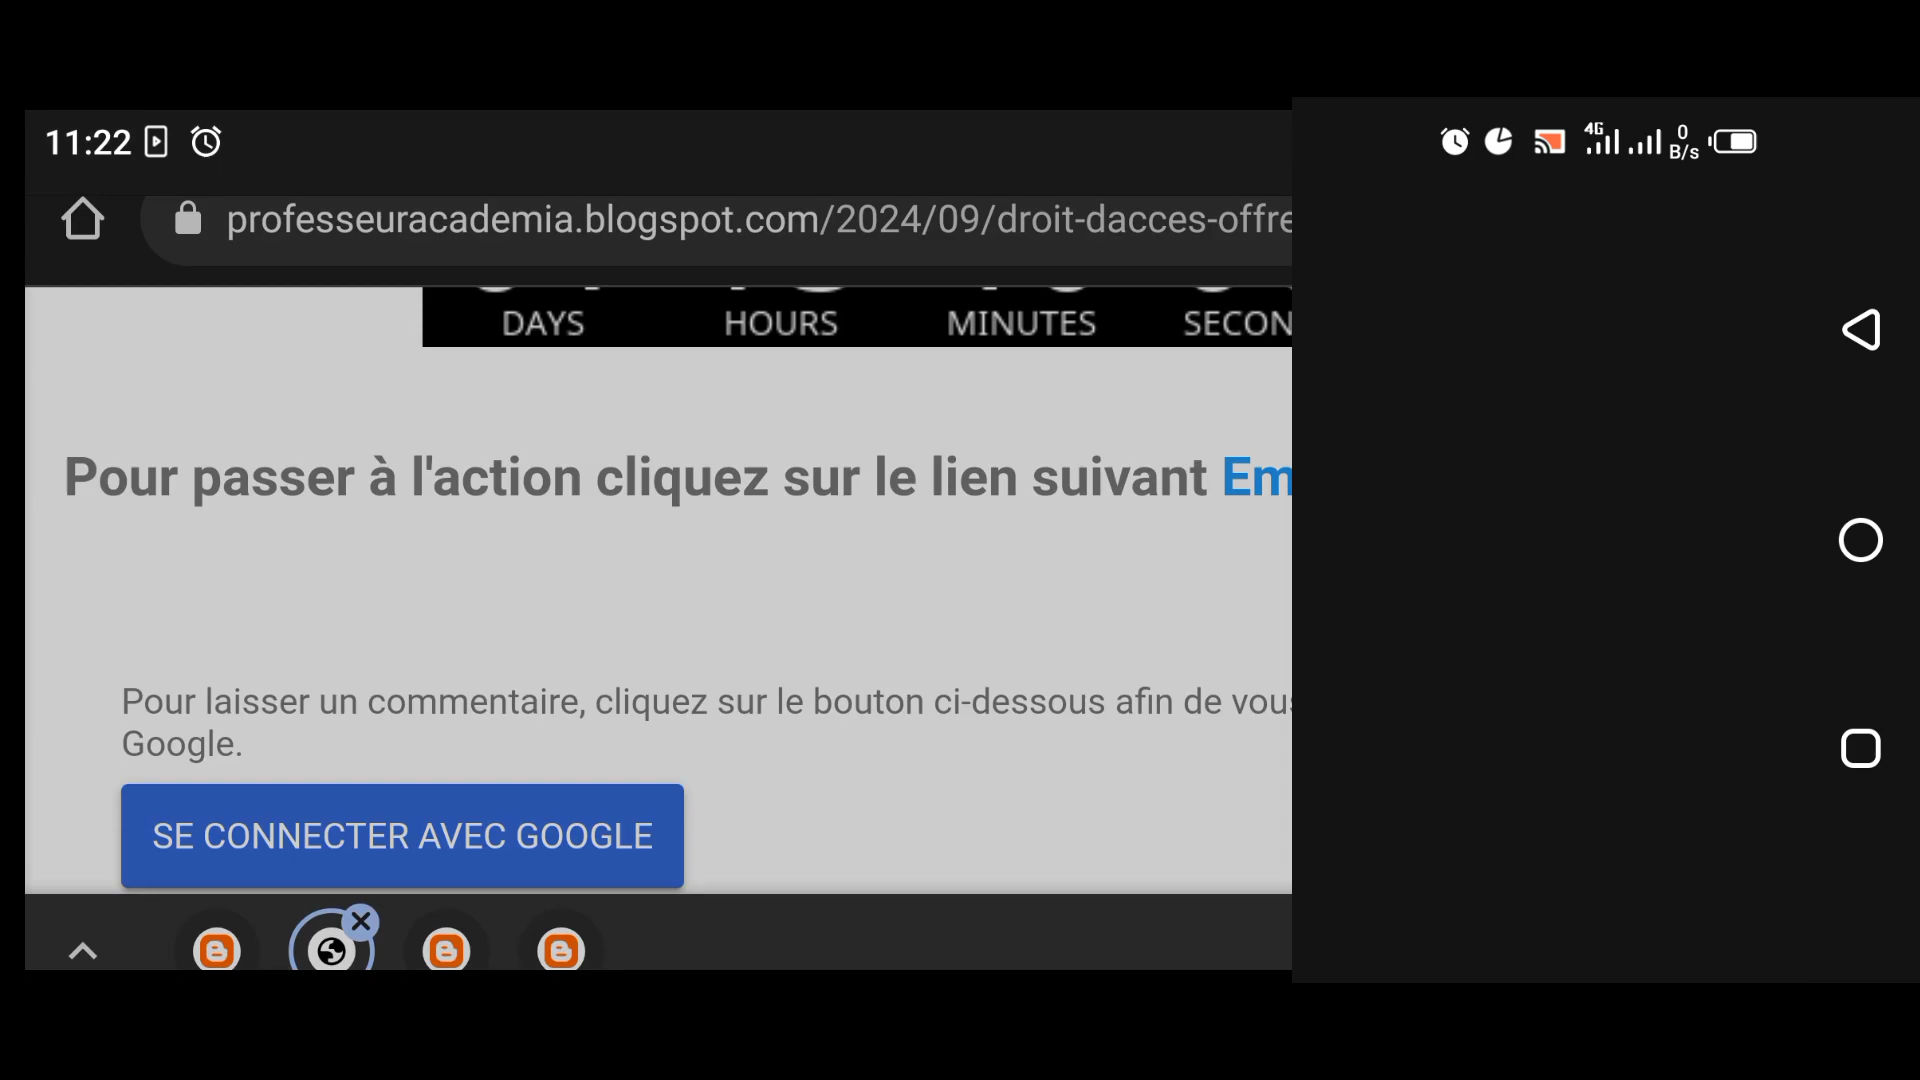 11:22
4G
0
B/s
professeuracademia.blogspot.com/2024/09/droit-dacces-offre
DAYS HOURS MINUTES SECON
Pour passer à l'action cliquez sur le lien suivant Em
Pour laisser un commentaire, cliquez sur le bouton ci-dessous afin de vous
Google.
SE CONNECTER AVEC GOOGLE